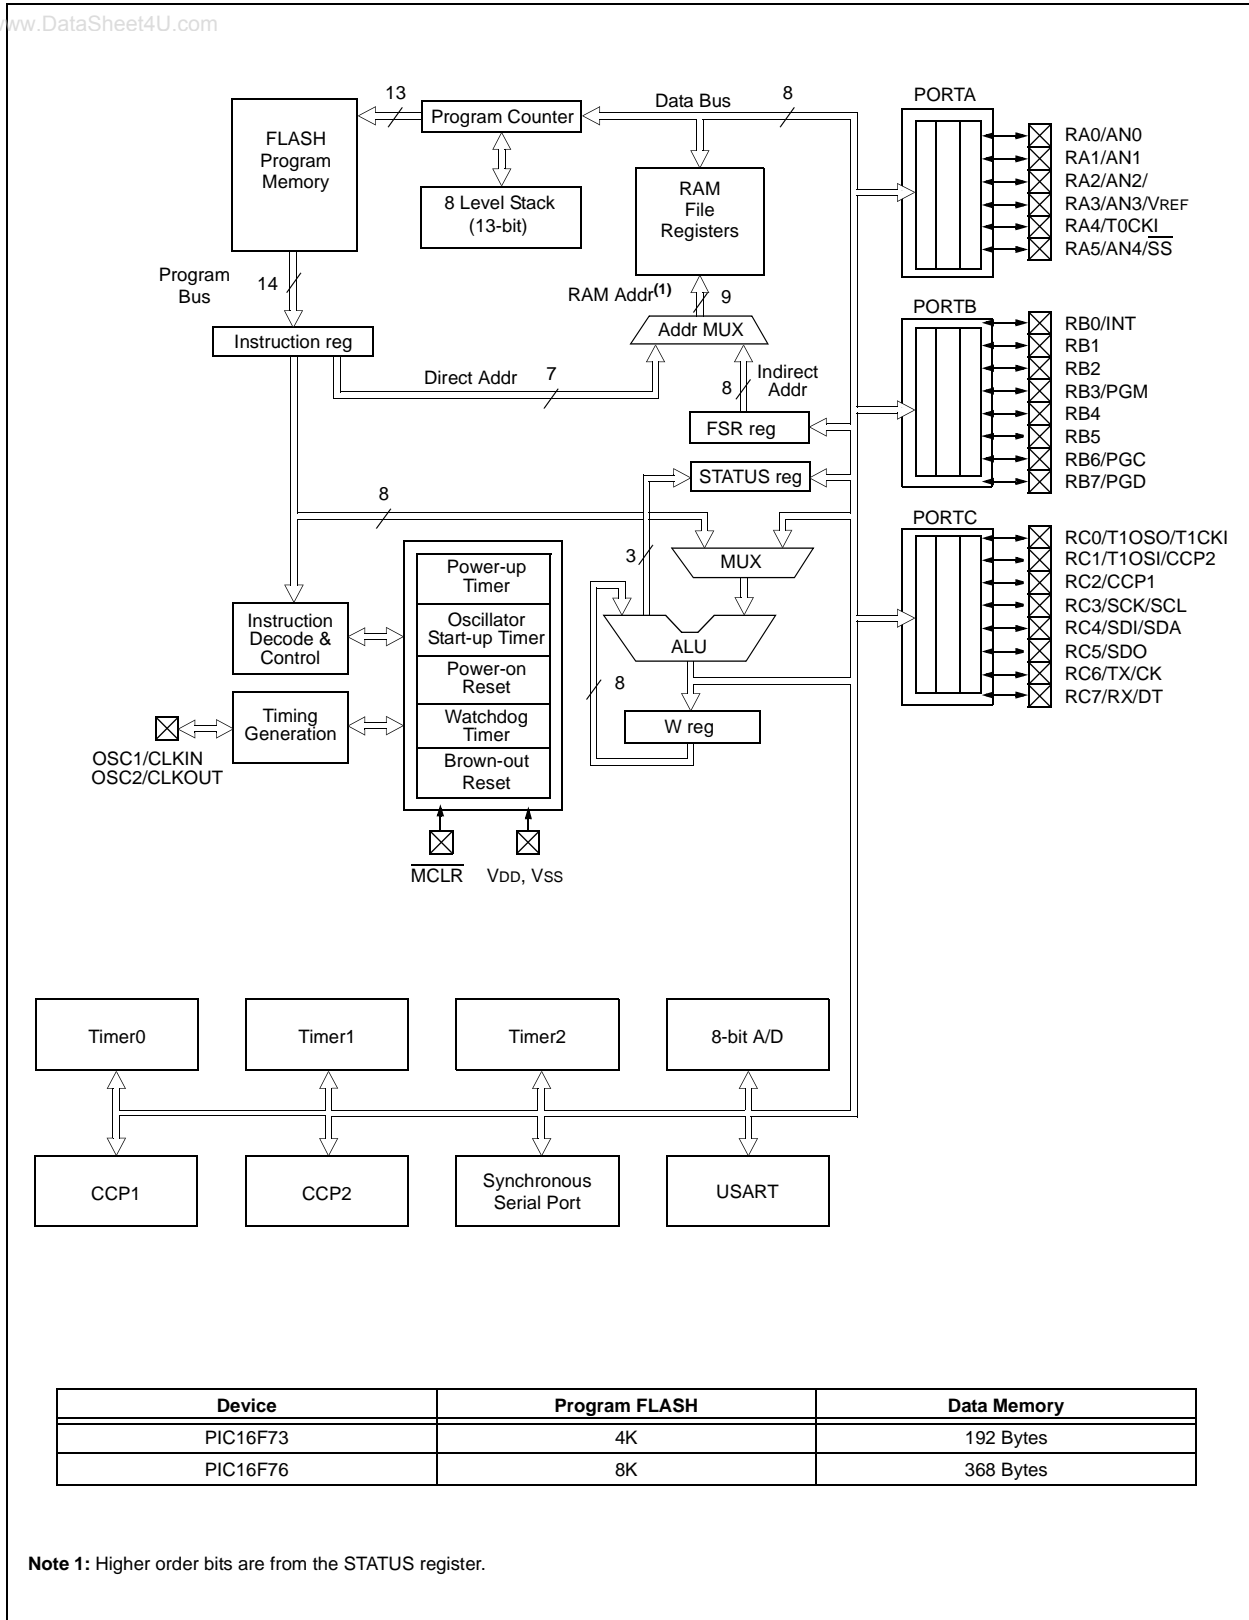 www.DataSheet4U.com
13
Data Bus
8
PORTA
Program Counter
FLASH
Program
Memory
8 Level Stack
(13-bit)
RAM
File
Registers
RA0/AN0
RA1/AN1
RA2/AN2/
RA3/AN3/VREF
RA4/T0CKI
RA5/AN4/SS
Program
Bus
14
RAM Addr(1)
9
PORTB
Instruction reg
Addr MUX
Direct Addr
7
8
Indirect
Addr
FSR reg
RB0/INT
RB1
RB2
RB3/PGM
RB4
RB5
RB6/PGC
RB7/PGD
STATUS reg
8
PORTC
3
MUX
Power-up
Timer
Oscillator
Start-up Timer
Power-on
Reset
Watchdog
Timer
Brown-out
Reset
Instruction
Decode &
Control
ALU
8
W reg
RC0/T1OSO/T1CKI
RC1/T1OSI/CCP2
RC2/CCP1
RC3/SCK/SCL
RC4/SDI/SDA
RC5/SDO
RC6/TX/CK
RC7/RX/DT
Timing
Generation
OSC1/CLKIN
OSC2/CLKOUT
MCLR
VDD, VSS
Timer0
Timer1
Timer2
8-bit A/D
CCP1
CCP2
Synchronous
Serial Port
USART
Device Program FLASH Data Memory
PIC16F73 4K 192 Bytes
PIC16F76 8K 368 Bytes
Note 1: Higher order bits are from the STATUS register.